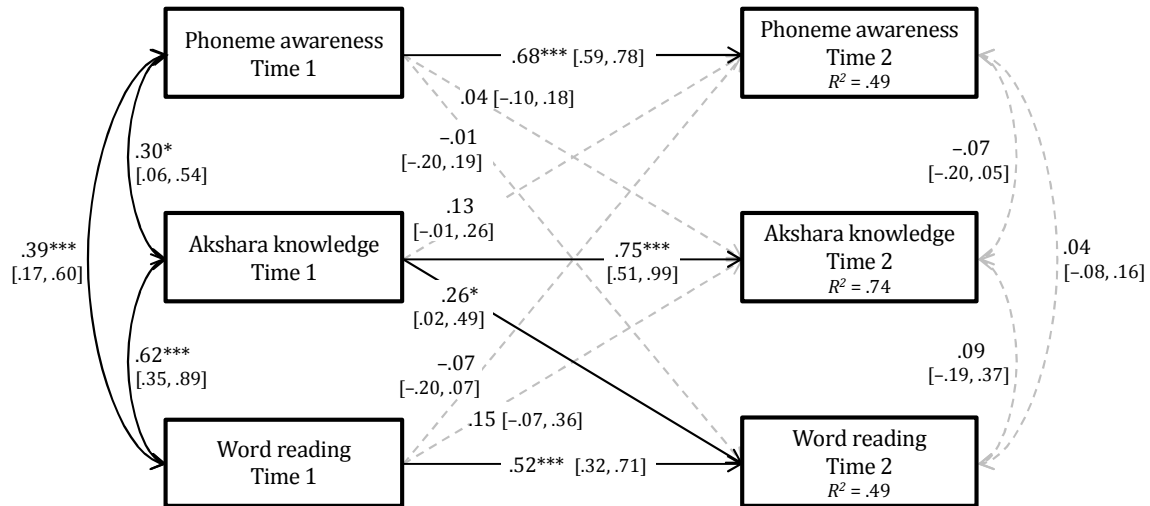 Phoneme awareness
Time 1
Phoneme awareness
Time 2
R² = .49
.68*** [.59, .78]
.04 [–.10, .18]
–.01
[–.20, .19]
.30*
[.06, .54]
–.07
[–.20, .05]
.13
[–.01, .26]
Akshara knowledge
Time 1
Akshara knowledge
Time 2
R² = .74
.39***
[.17, .60]
.75***
[.51, .99]
.04
[–.08, .16]
.26*
[.02, .49]
.62***
[.35, .89]
–.07
[–.20, .07]
.09
[–.19, .37]
.15 [–.07, .36]
Word reading
Time 1
Word reading
Time 2
R² = .49
.52*** [.32, .71]